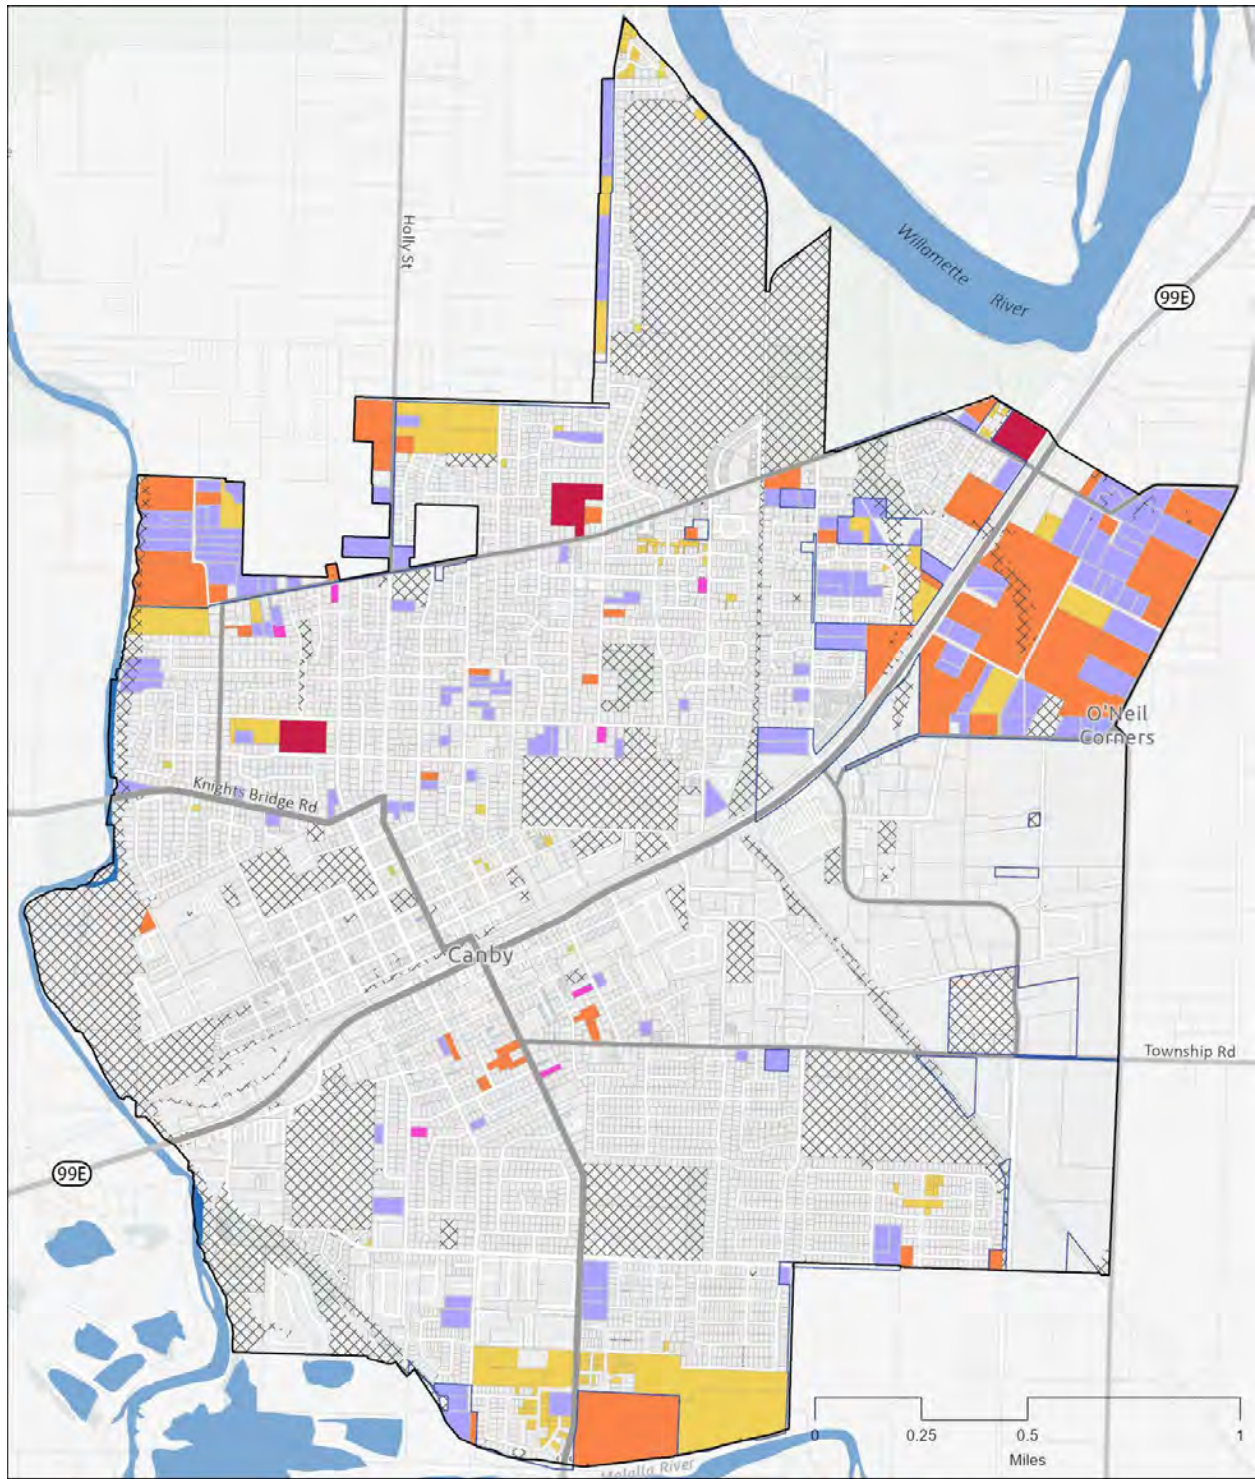 Holly St
Willamette River
99E
O'Neil
Corners
Knights Bridge Rd
Canby
Township Rd
99E
0 0.25 0.5 1
Miles
Molalla River